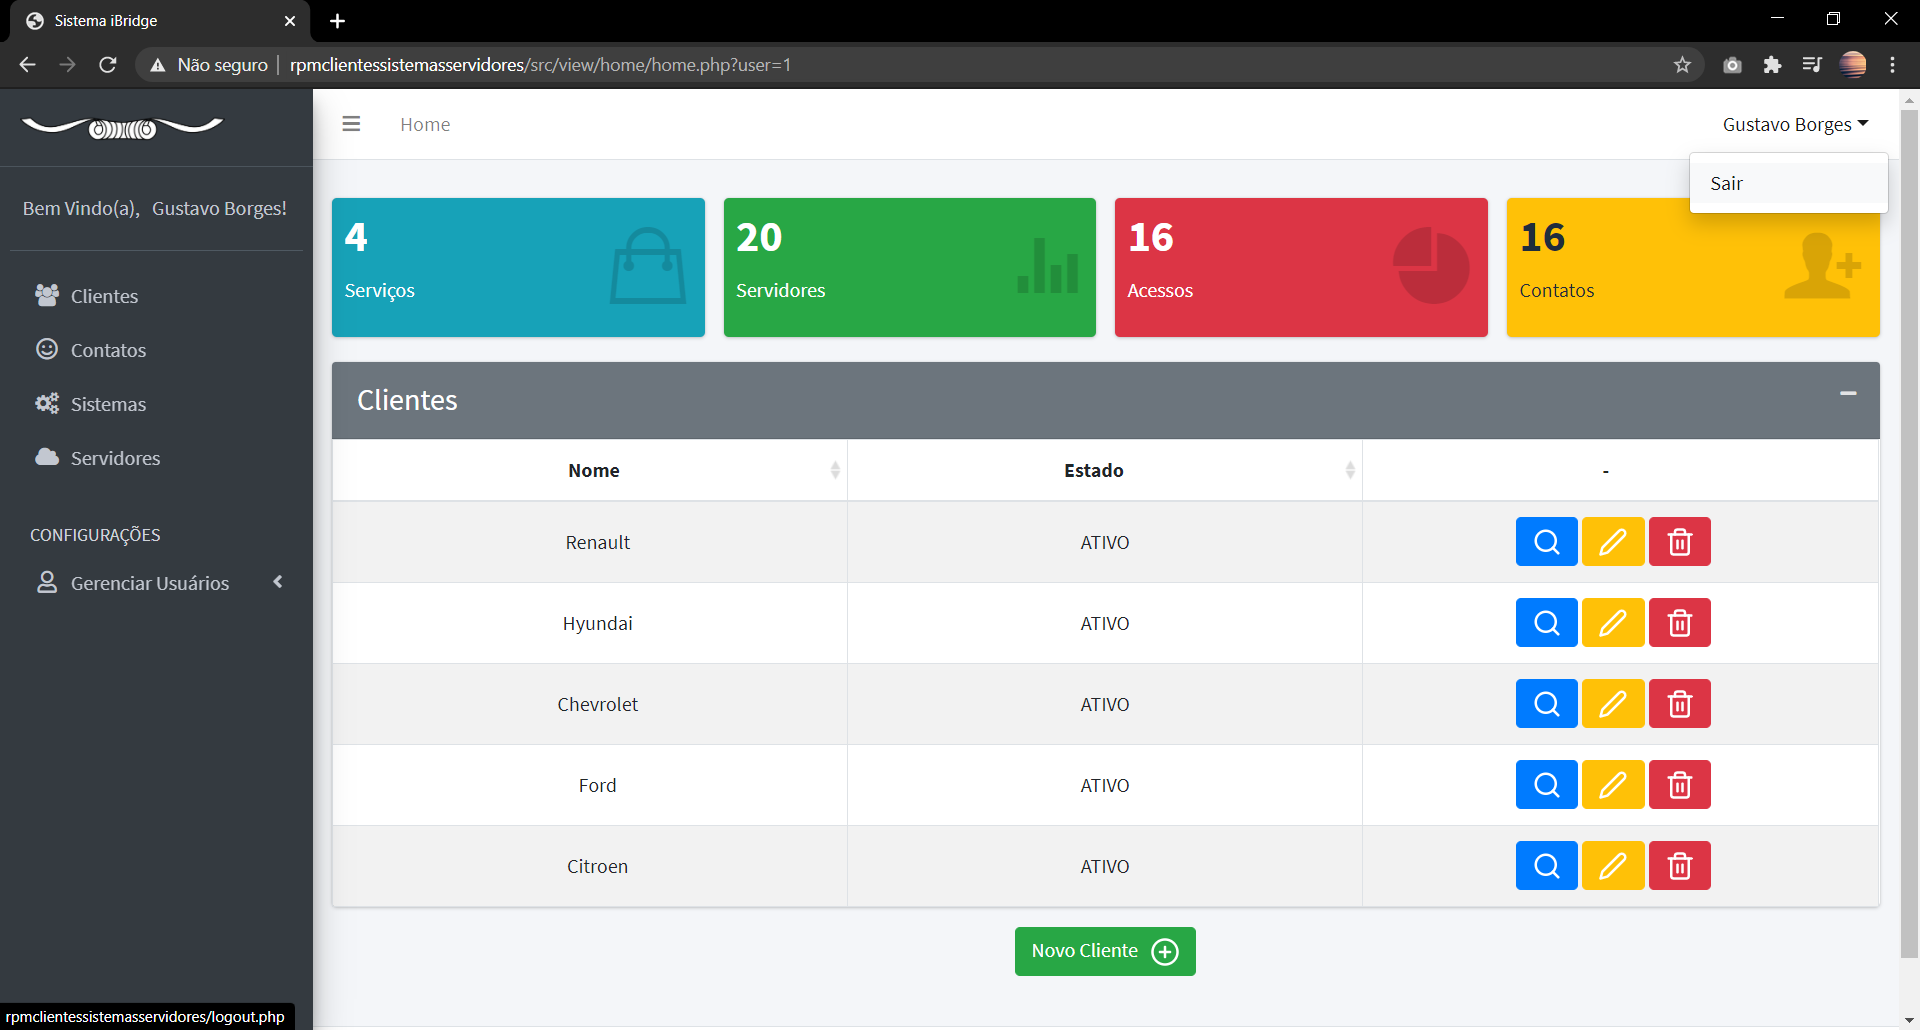 Sistema iBridge
Não seguro | rpmclientessistemasservidores/src/view/home/home.php?user=1
Home
Gustavo Borges
Sair
Bem Vindo(a), Gustavo Borges!
Clientes
Contatos
Sistemas
Servidores
CONFIGURAÇÕES
Gerenciar Usuários
4
Serviços
20
Servidores
16
Acessos
16
Contatos
Clientes
Nome Estado -
Renault ATIVO
Hyundai ATIVO
Chevrolet ATIVO
Ford ATIVO
Citroen ATIVO
Novo Cliente
rpmclientessistemasservidores/logout.php